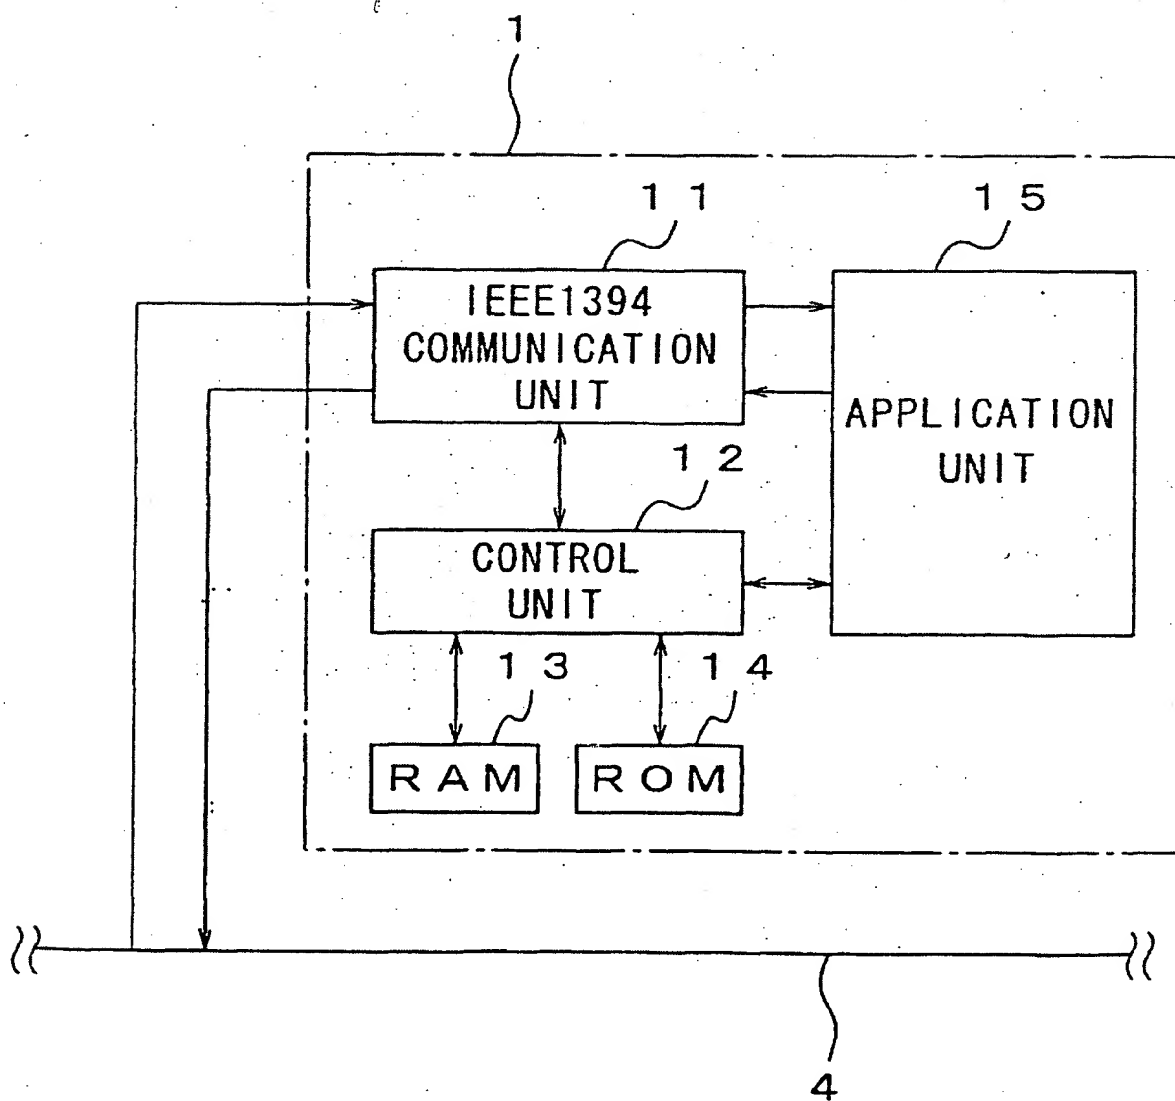 1
11
15
IEEE1394
COMMUNICATION
UNIT
APPLICATION
UNIT
12
CONTROL
UNIT
13
14
RAM
ROM
4